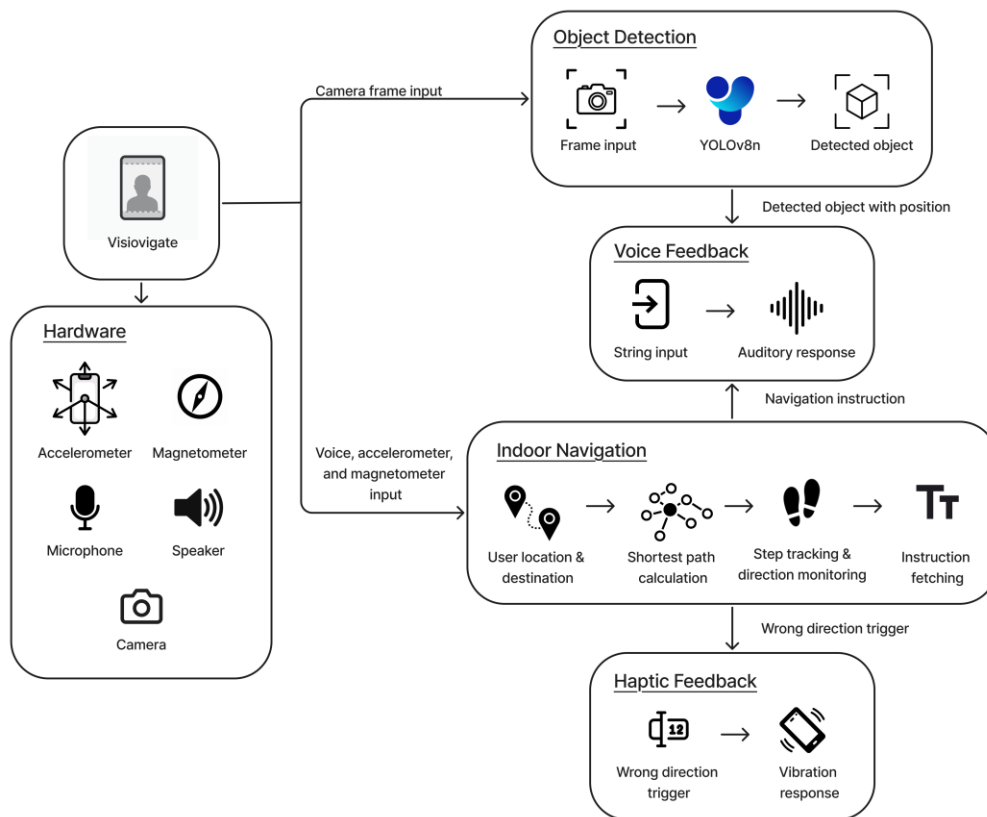 Object Detection
Camera frame input
Frame input
YOLOv8n
Detected object
Visiovigate
Detected object with position
Voice Feedback
String input
Auditory response
Hardware
Accelerometer
Magnetometer
Microphone
Speaker
Camera
Navigation instruction
Voice, accelerometer,
and magnetometer
input
Indoor Navigation
User location &
destination
Shortest path
calculation
Step tracking &
direction monitoring
TT
Instruction
fetching
Wrong direction trigger
Haptic Feedback
12
Wrong direction
trigger
Vibration
response